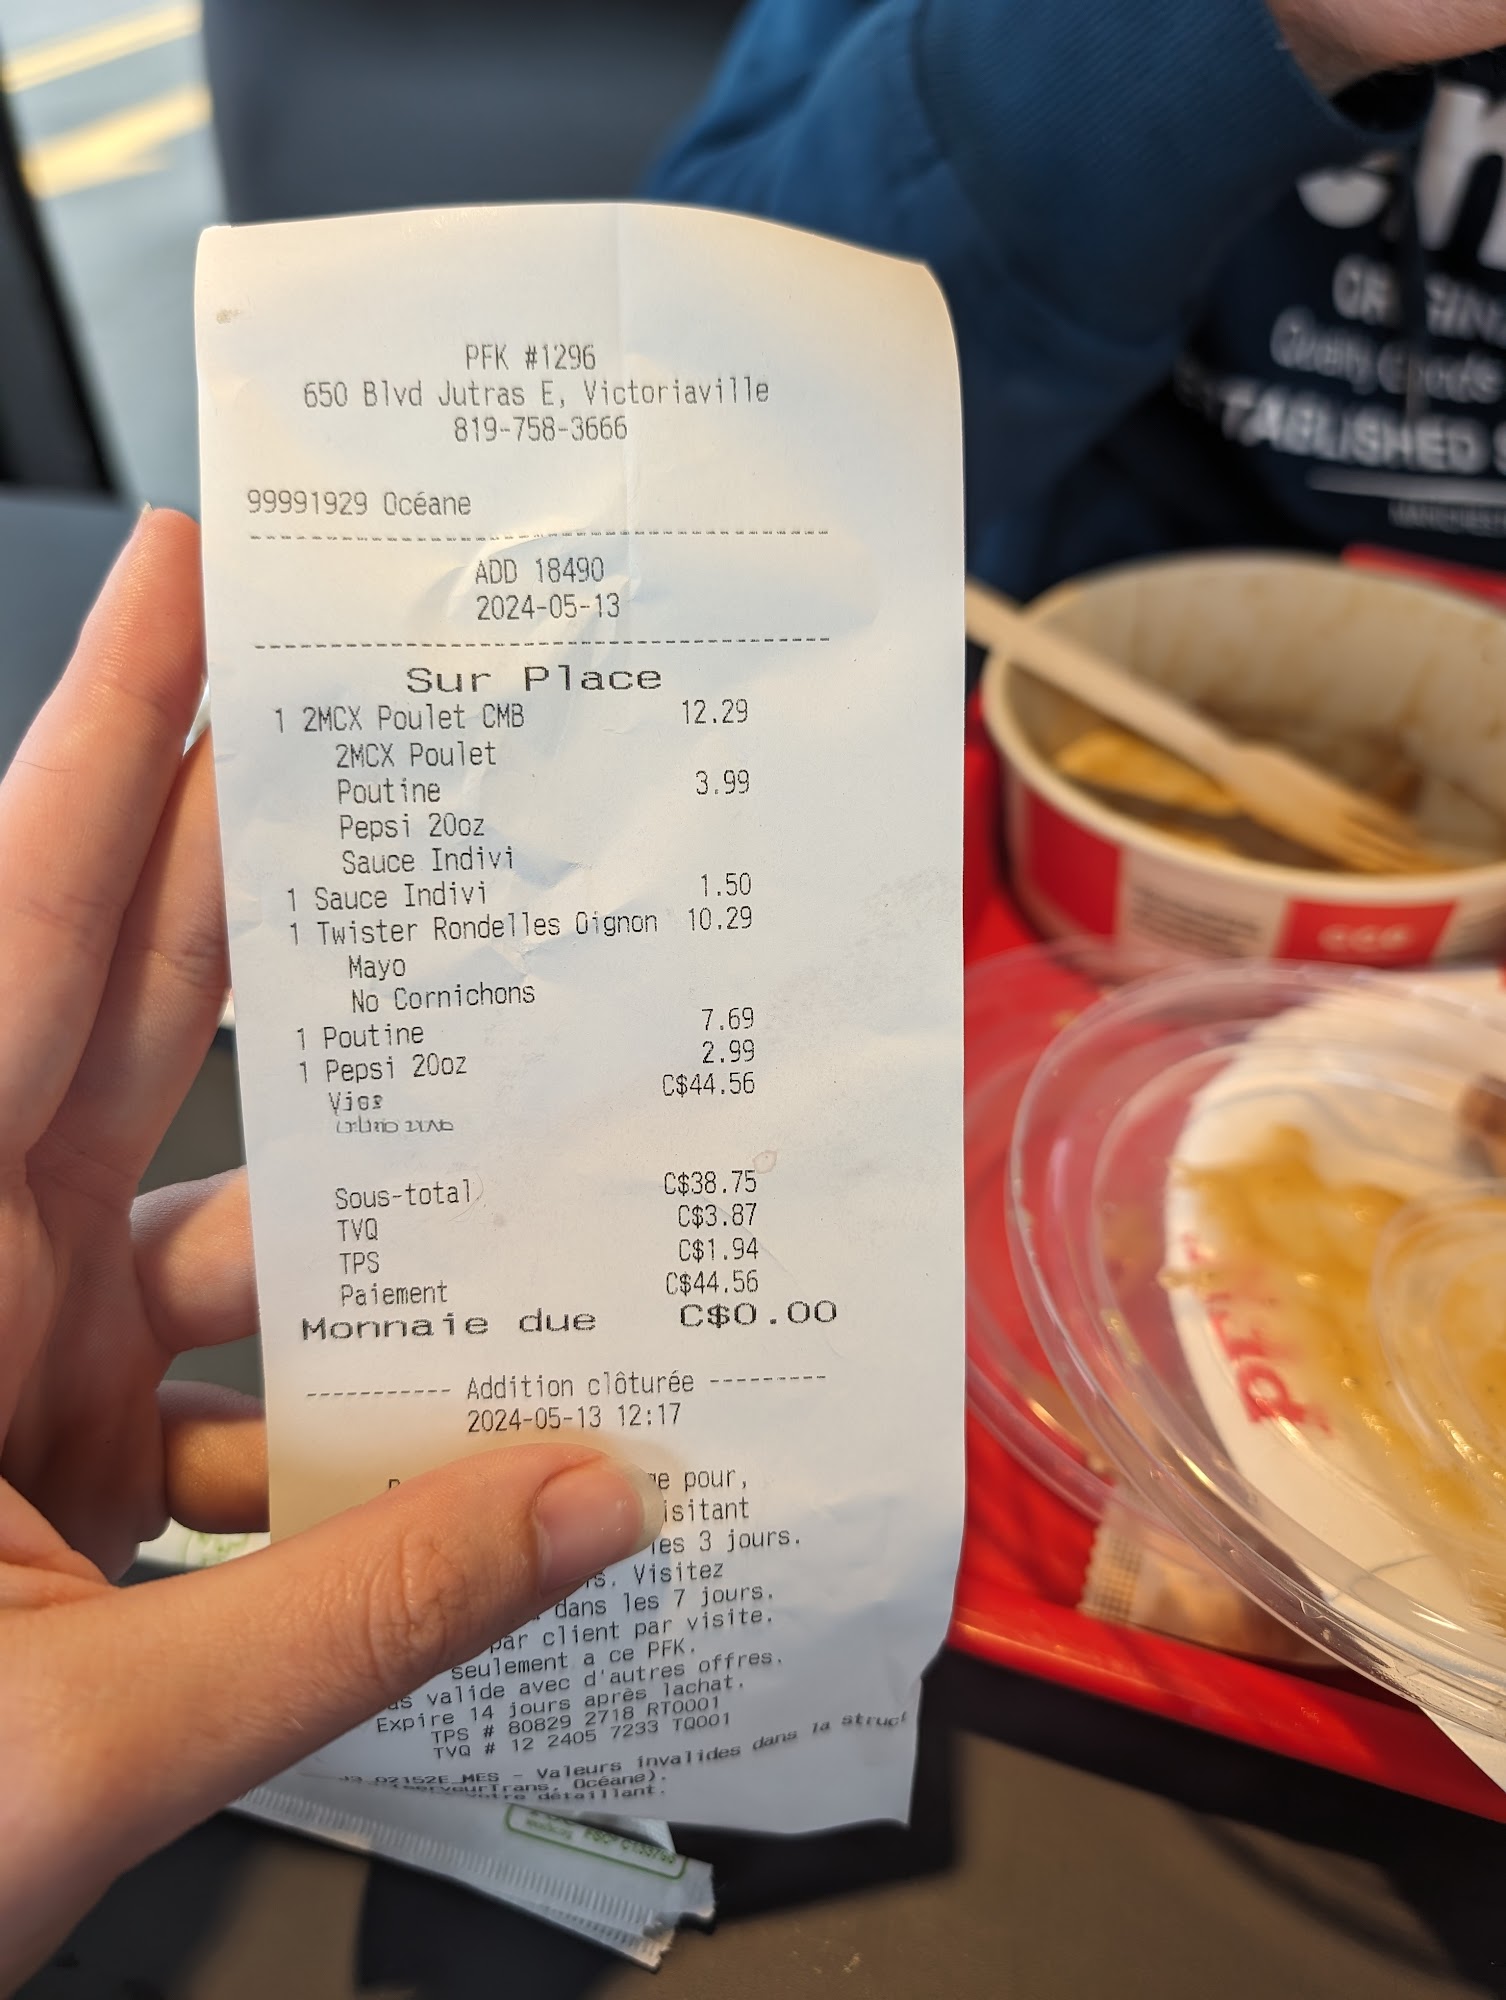 PFK #1296
650 Blvd Jutras E, Victoriaville
819-758-3666
99991929 Océane
ADD 18490
2024-05-13
Sur Place
1 2MCX Poulet CMB 12.29
2MCX Poulet
Poutine 3.99
Pepsi 20oz
Sauce Indivi
1 Sauce Indivi 1.50
1 Twister Rondelles Oignon 10.29
Mayo
No Cornichons
1 Poutine 7.69
1 Pepsi 20oz 2.99
C$44.56
Sous-total C$38.75
TVQ C$3.87
TPS C$1.94
Paiement C$44.56
Monnaie due C$0.00
----------- Addition clôturée ---------
2024-05-13 12:17
pour,
3 jours.
Visitez
dans les 7 jours.
par client par visite.
seulement a ce PFK.
valide avec d'autres offres.
Expire 14 jours après lachat.
TPS # 80829 2718 RT0001
TVQ # 12 2405 7233 TQ001
MES - Valeurs invalides dans la
Océane).
détaillant.
ESTABLISHED